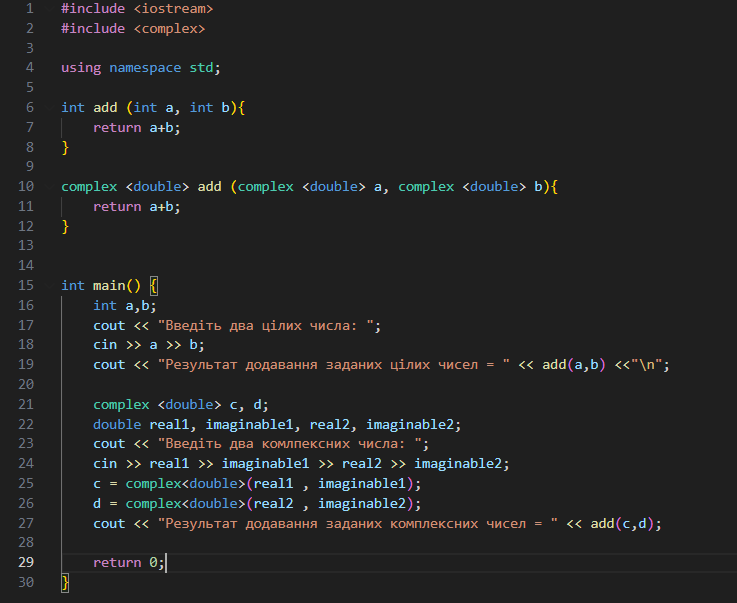 1 #include <iostream>
2 #include <complex>
3
4 using namespace std;
5
6 int add (int a, int b){
7     return a+b;
8 }
9
10 complex <double> add (complex <double> a, complex <double> b){
11     return a+b;
12 }
13
14
15 int main() {
16     int a,b;
17     cout << "Введіть два цілих числа: ";
18     cin >> a >> b;
19     cout << "Результат додавання заданих цілих чисел = " << add(a,b) <<"\n";
20
21     complex <double> c, d;
22     double real1, imaginable1, real2, imaginable2;
23     cout << "Введіть два комлпексних числа: ";
24     cin >> real1 >> imaginable1 >> real2 >> imaginable2;
25     c = complex<double>(real1 , imaginable1);
26     d = complex<double>(real2 , imaginable2);
27     cout << "Результат додавання заданих комплексних чисел = " << add(c,d);
28
29     return 0;
30 }